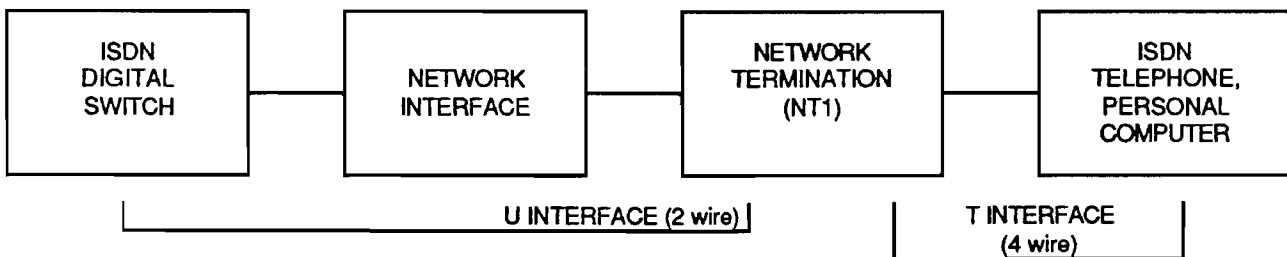 ISDN
DIGITAL
SWITCH
NETWORK
INTERFACE
NETWORK
TERMINATION
(NT1)
ISDN
TELEPHONE,
PERSONAL
COMPUTER
U INTERFACE (2 wire)
T INTERFACE
(4 wire)